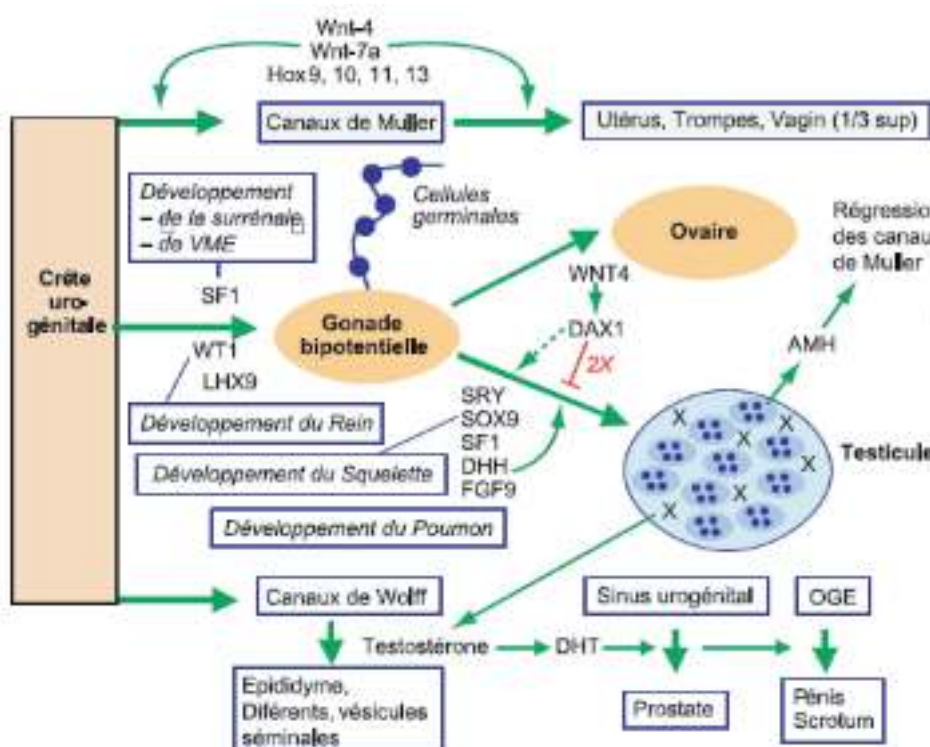 Wnt-4
Wnt-7a
Hox 9, 10, 11, 13
Canaux de Muller
Utérus, Trompes, Vagin (1/3 sup)
Développement
– de la surrénale
– de VME
Cellules
germinales
Ovaire
Régression
des canau
de Muller
Crête
uro-
génitale
SF1
WNT4
Gonade
bipotentielle
DAX1
2X
AMH
WT1
LHX9
SRY
SOX9
SF1
DHH
FGF9
Développement du Rein
Développement du Squelette
Développement du Poumon
Testicule
X X X X X X
Canaux de Wolff
Sinus urogénital
OGE
Testostérone
DHT
Epididyme,
Diférents, vésicules
séminales
Prostate
Pénis
Scrotum